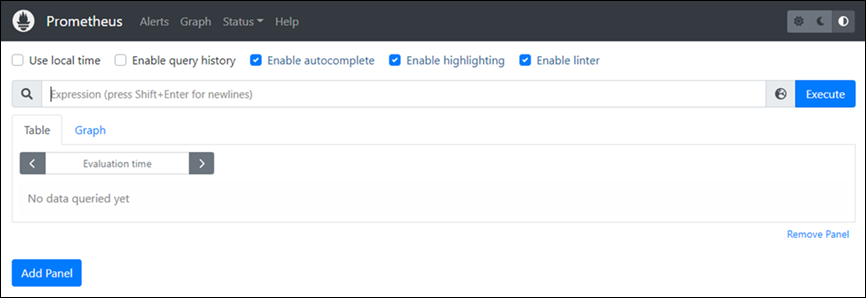 Prometheus Alerts Graph Status Help
Use local time Enable query history Enable autocomplete Enable highlighting Enable linter
Expression (press Shift+Enter for newlines) Execute
Table Graph
Evaluation time
No data queried yet
Remove Panel
Add Panel